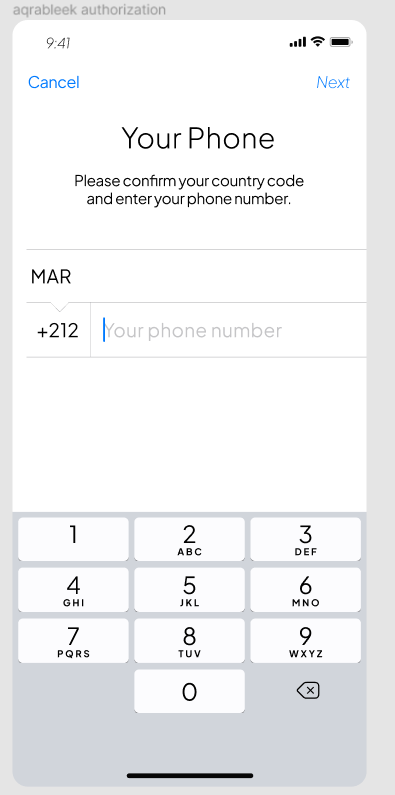 aqrableek authorization
9:41
Cancel
Next
Your Phone
Please confirm your country code
and enter your phone number.
MAR
+212
Your phone number
1
2
3
ABC
DEF
4
5
6
GHI
JKL
MNO
7
8
9
PQRS
TUV
WXYZ
0